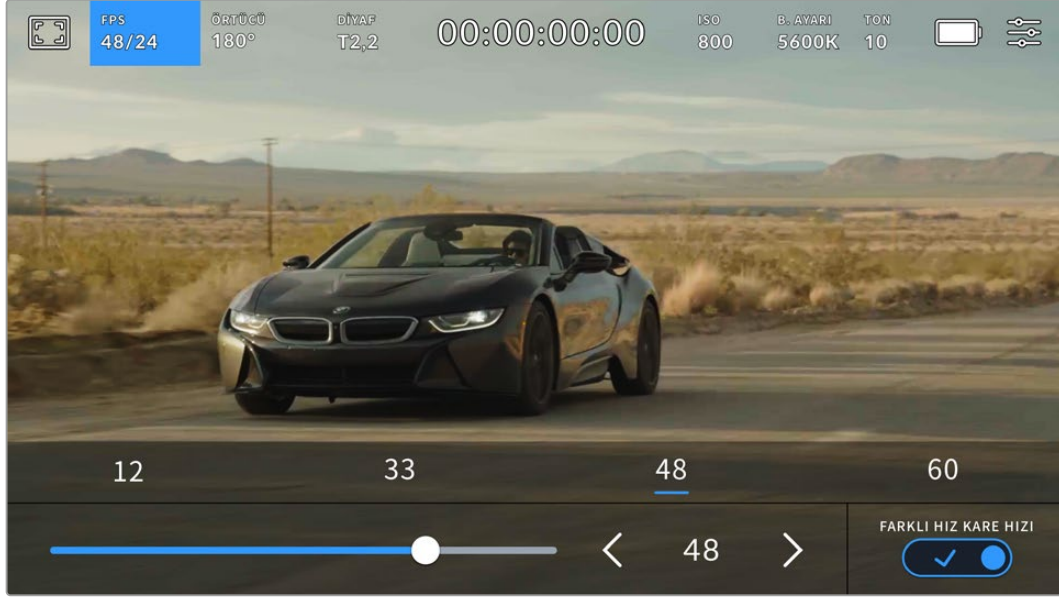 FPS
48/24
ÖRTÜCÜ
180°
DİYAF
T2,2
00:00:00:00
ISO
800
B. AYARI
5600K
TON
10
12
33
48
60
48
FARKLI HIZ KARE HIZI